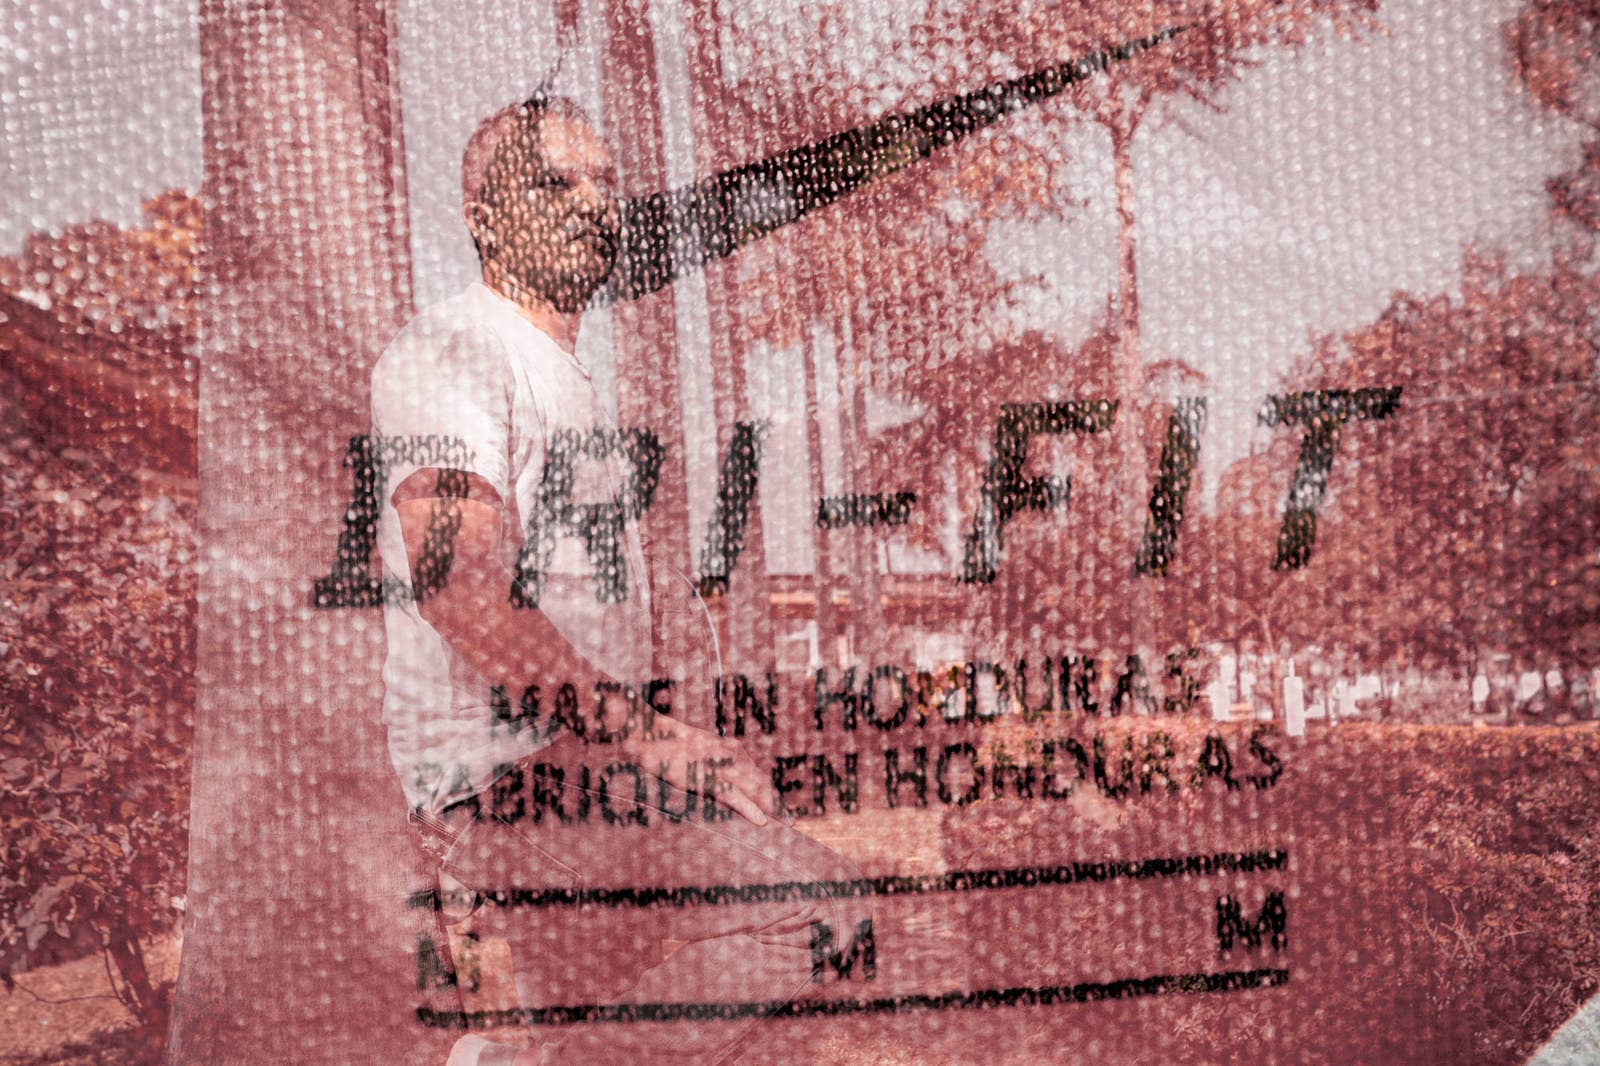 DRI-FIT
MADE IN HONDURAS
FABRIQUE EN HONDURAS
M M M